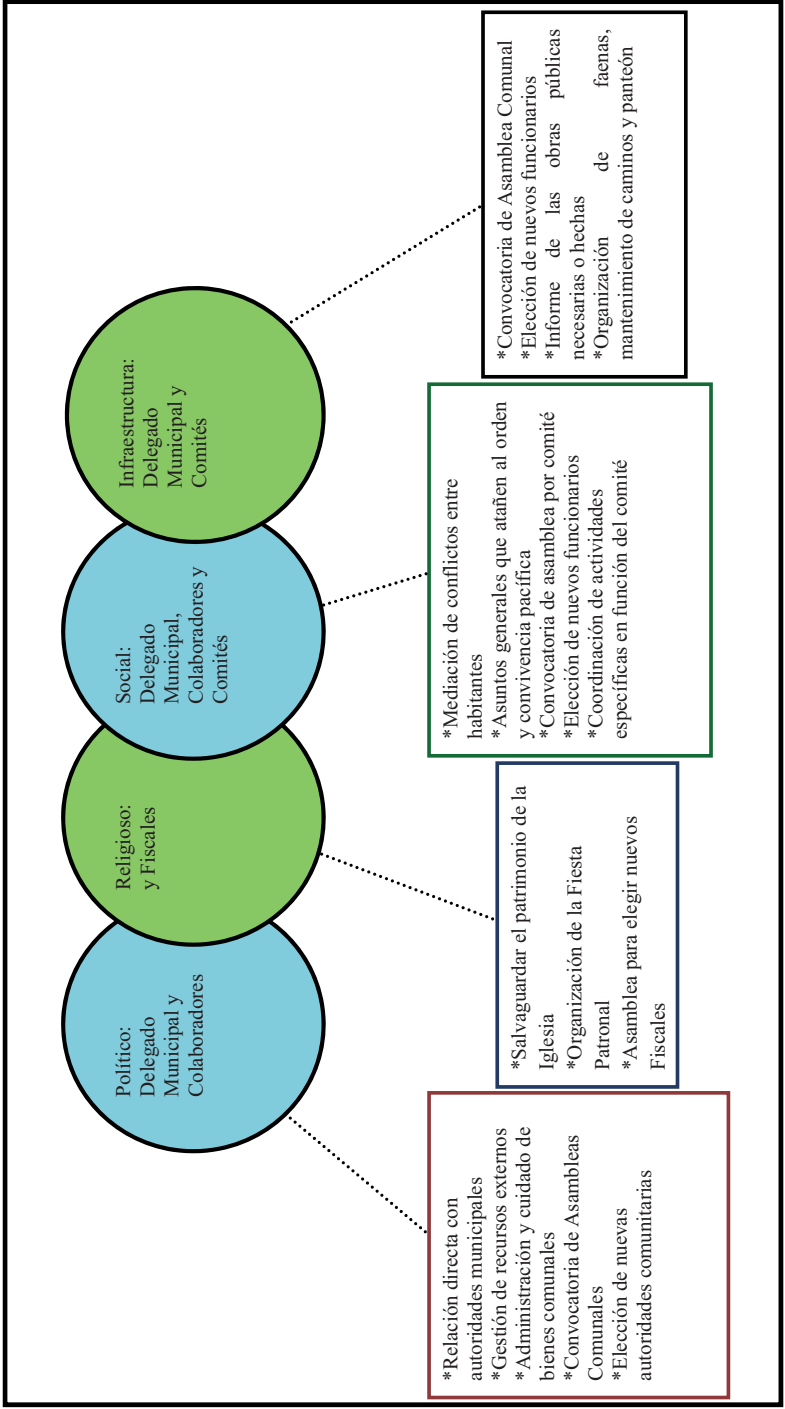 Político:
Delegado
Municipal y
Colaboradores
Religioso:
y Fiscales
Social:
Delegado
Municipal,
Colaboradores y
Comités
Infraestructura:
Delegado
Municipal y
Comités
*Relación directa con
autoridades municipales
*Gestión de recursos externos
*Administración y cuidado de
bienes comunales
*Convocatoria de Asambleas
Comunales
*Elección de nuevas
autoridades comunitarias
*Salvaguardar el patrimonio de la
Iglesia
*Organización de la Fiesta
Patronal
*Asamblea para elegir nuevos
Fiscales
*Mediación de conflictos entre
habitantes
*Asuntos generales que atañen al orden
y convivencia pacífica
*Convocatoria de asamblea por comité
*Elección de nuevos funcionarios
*Coordinación de actividades
específicas en función del comité
*Convocatoria de Asamblea Comunal
*Elección de nuevos funcionarios
*Informe de las obras públicas
necesarias o hechas
*Organización de faenas,
mantenimiento de caminos y panteón